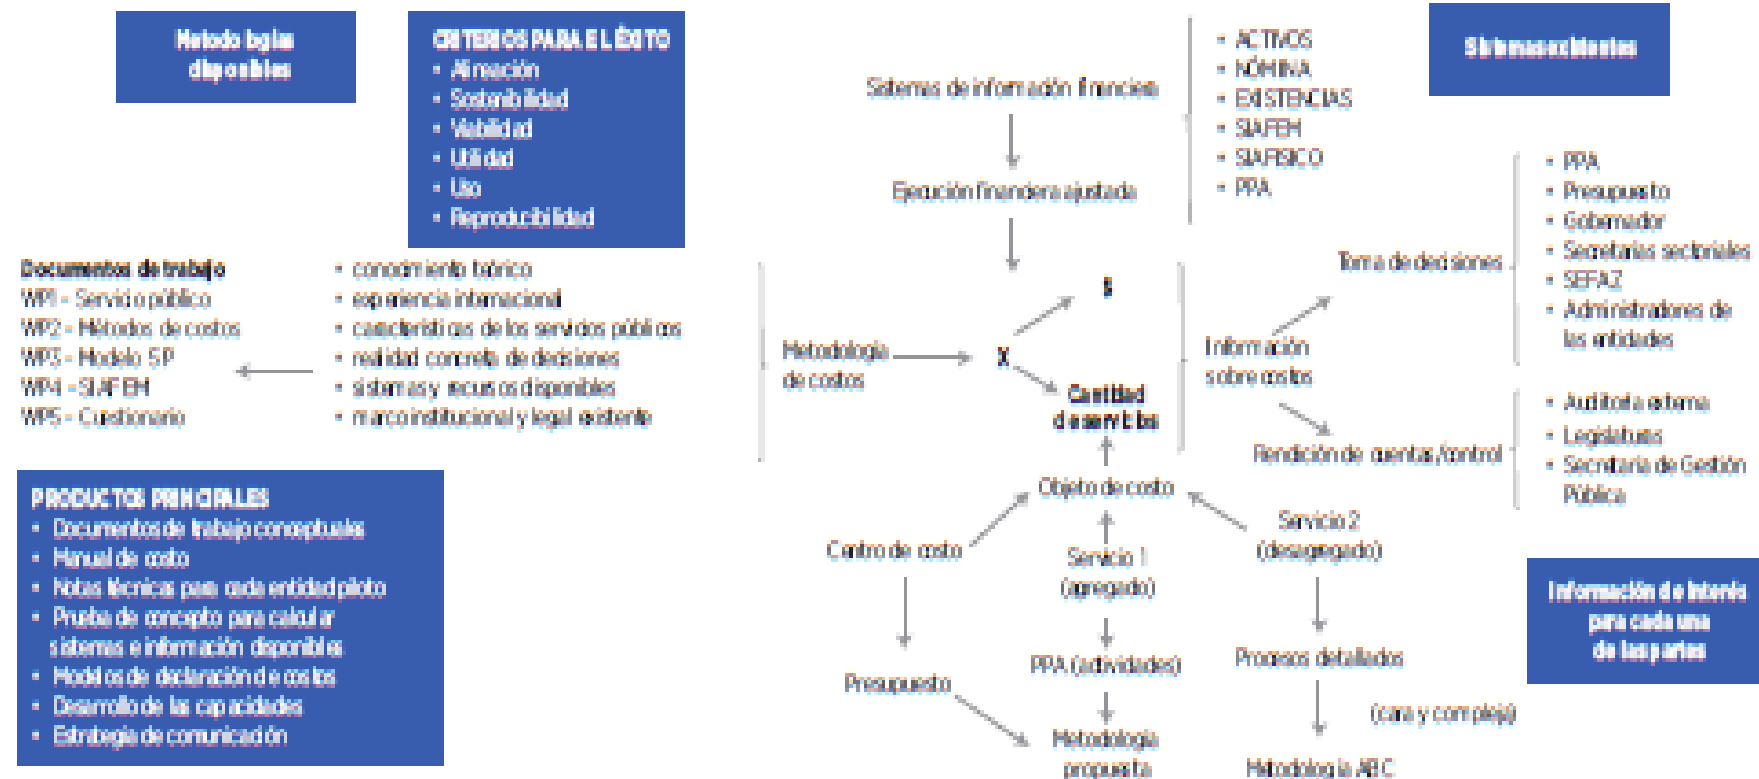 Metodologías
disponibles
CRITERIOS PARA EL ÉXITO
• Alineación
• Sostenibilidad
• Viabilidad
• Utilidad
• Uso
• Reproducibilidad
Documentos de trabajo
WP1 – Servicio público
WP2 – Métodos de costos
WP3 – Modelo SP
WP4 – SIAFEM
WP5 – Cuestionario
• conocimiento teórico
• experiencia internacional
• características de los servicios públicos
• realidad concreta de decisiones
• sistemas y recursos disponibles
• marco institucional y legal existente
PRODUCTOS PRINCIPALES
• Documentos de trabajo conceptuales
• Manual de costo
• Notas técnicas para cada entidad piloto
• Prueba de concepto para calcular
sistemas e información disponibles
• Modelos de declaración de costos
• Desarrollo de las capacidades
• Estrategia de comunicación
Sistemas de información financiera
Ejecución financiera ajustada
• ACTIVOS
• NÓMINA
• EXISTENCIAS
• SIAFEM
• SIAFISICO
• PPA
Sistemas existentes
Metodología
de costos
X
$
Cantidad
de servicios
Objeto de costo
Centro de costo
Servicio 1
(agregado)
Servicio 2
(desagregado)
Presupuesto
PPA (actividades)
Procesos detallados
(cara y compleja)
Metodología
propuesta
Metodología ABC
Información
sobre costos
Toma de decisiones
• PPA
• Presupuesto
• Gobernador
• Secretarías sectoriales
• SEFAZ
• Administradores de
las entidades
Rendición de cuentas/control
• Auditoría externa
• Legislaturas
• Secretaría de Gestión
Pública
Información de interés
para cada una
de las partes